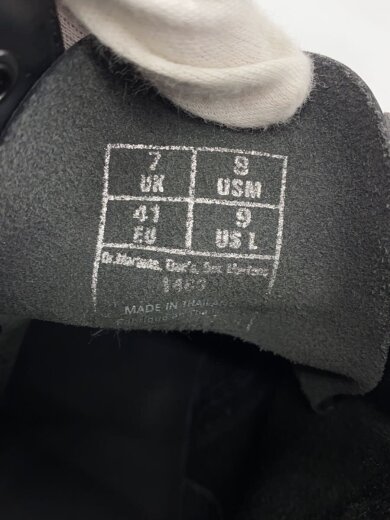 7 8
UK USM
41 9
EU US L
Dr. Martens, Doc's, Doc Martens
MADE IN THAILAND